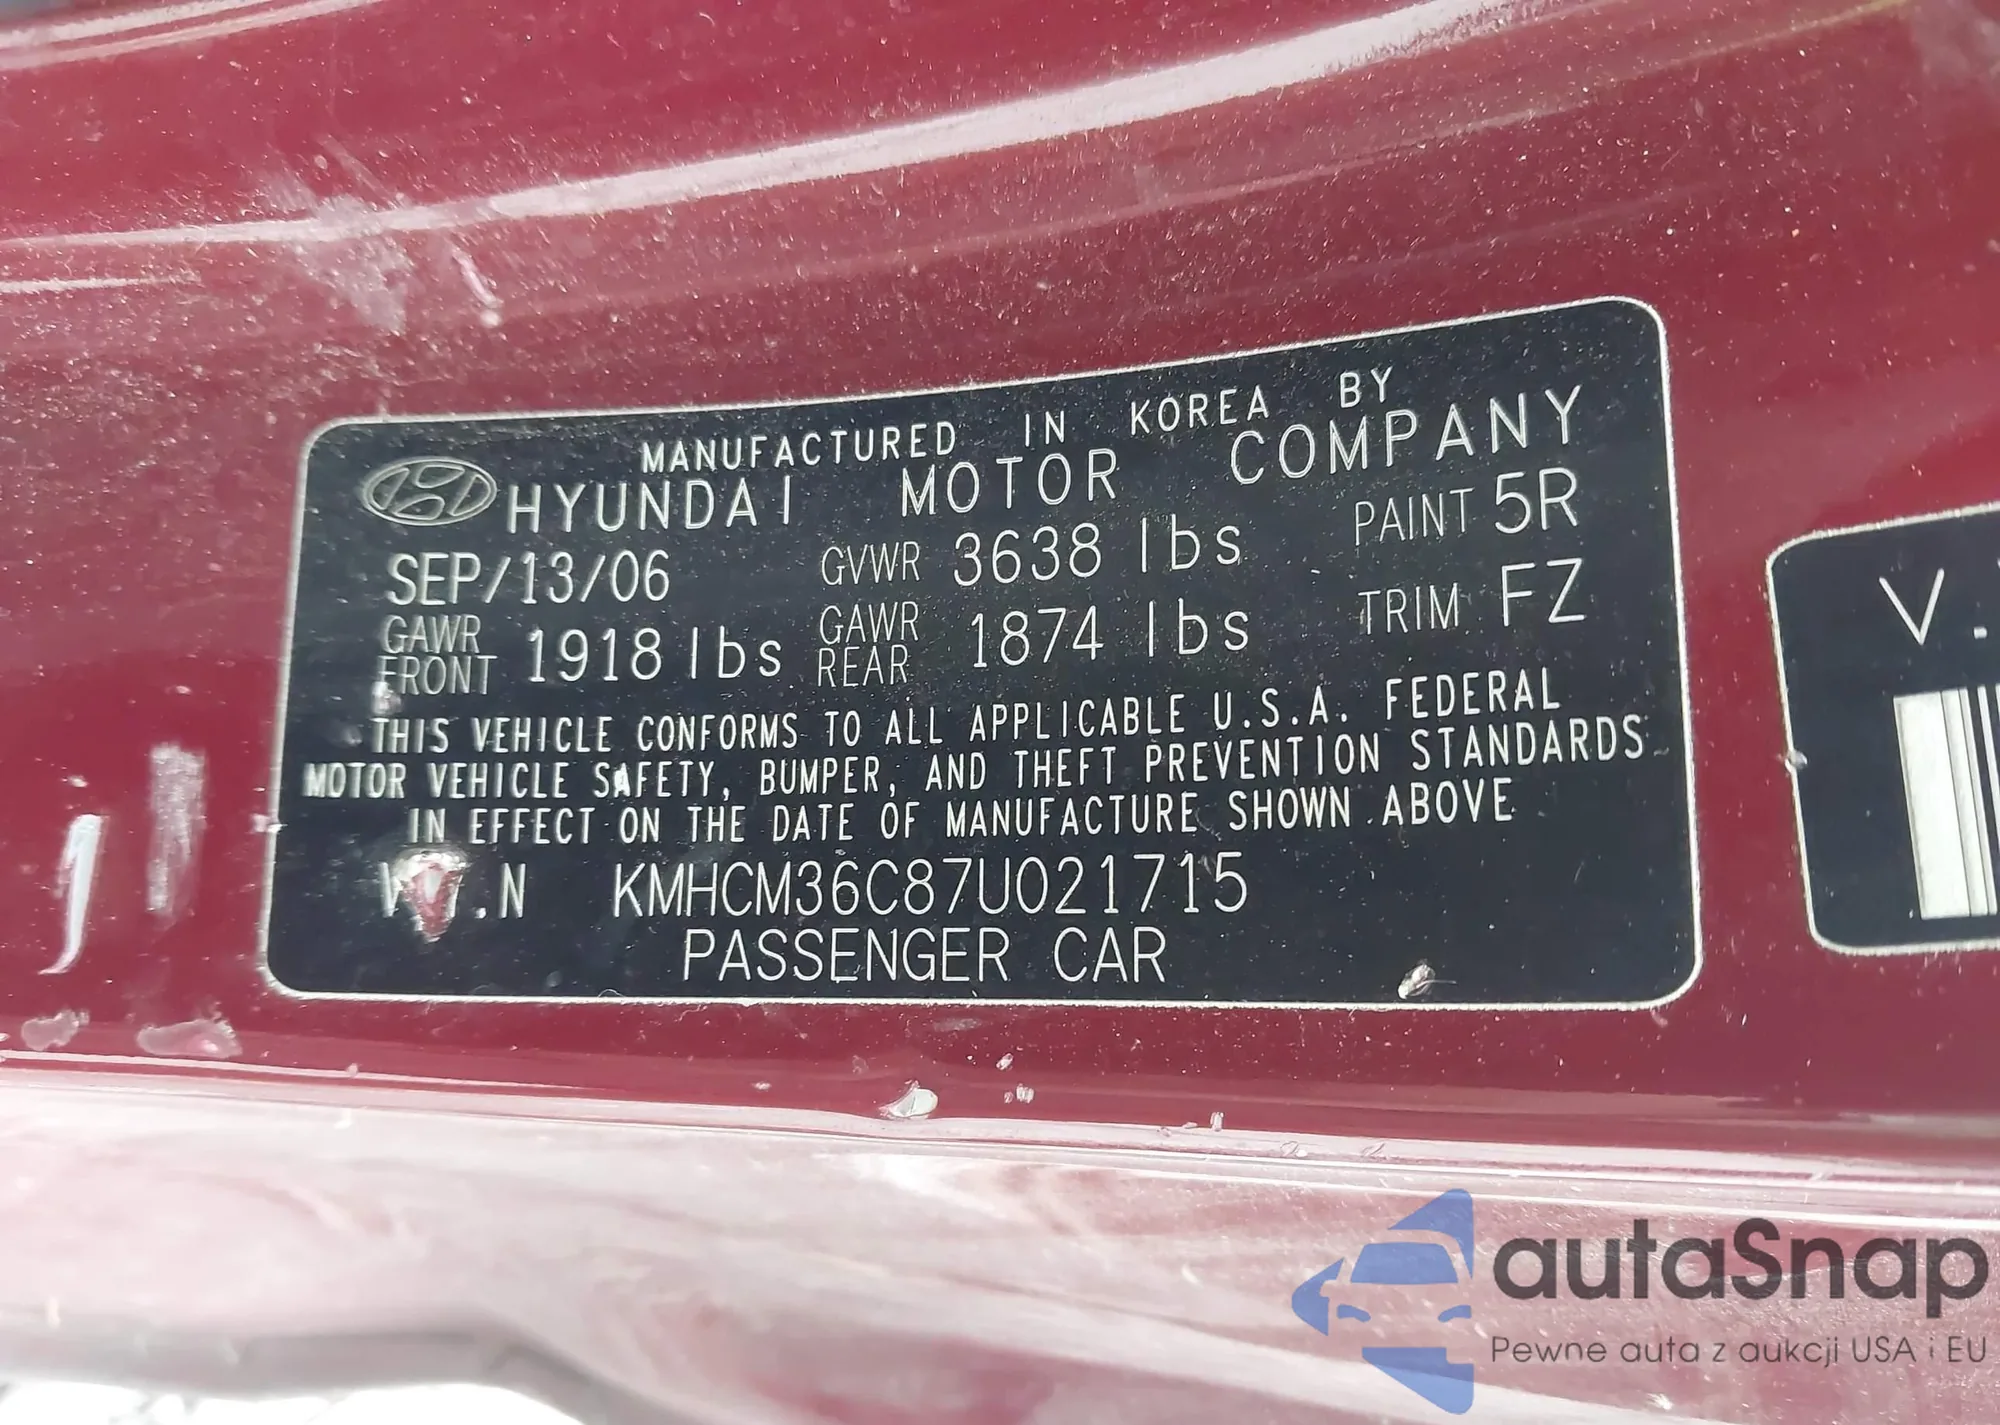 MANUFACTURED IN KOREA BY
HYUNDAI MOTOR COMPANY
SEP/13/06 GVWR 3638 lbs PAINT 5R
GAWR FRONT 1918 lbs GAWR REAR 1874 lbs TRIM FZ
THIS VEHICLE CONFORMS TO ALL APPLICABLE U.S.A. FEDERAL
MOTOR VEHICLE SAFETY, BUMPER, AND THEFT PREVENTION STANDARDS
IN EFFECT ON THE DATE OF MANUFACTURE SHOWN ABOVE
V.N KMHCM36C87U021715
PASSENGER CAR
V.
autaSnap
Pewne auta z aukcji USA i EU